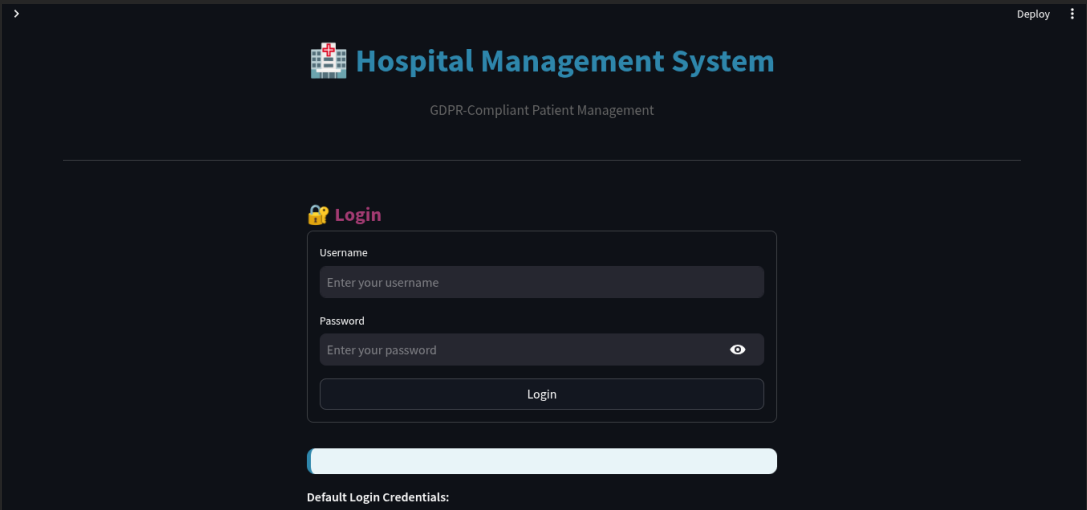 Deploy
Hospital Management System
GDPR-Compliant Patient Management
Login
Username
Enter your username
Password
Enter your password
Login
Default Login Credentials: